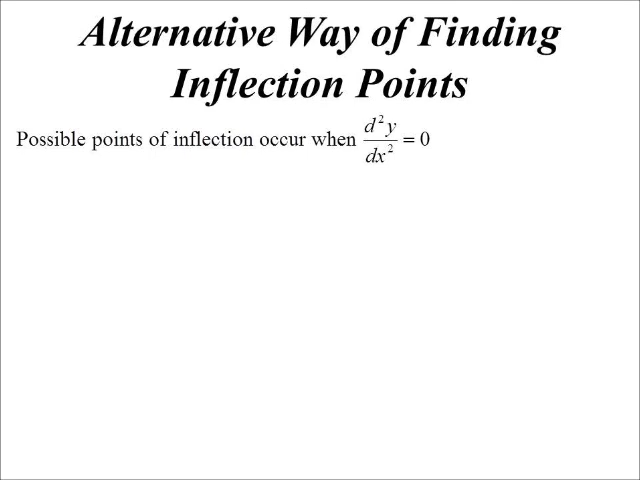 Alternative Way of Finding
Inflection Points
Possible points of inflection occur when d²y/dx² = 0